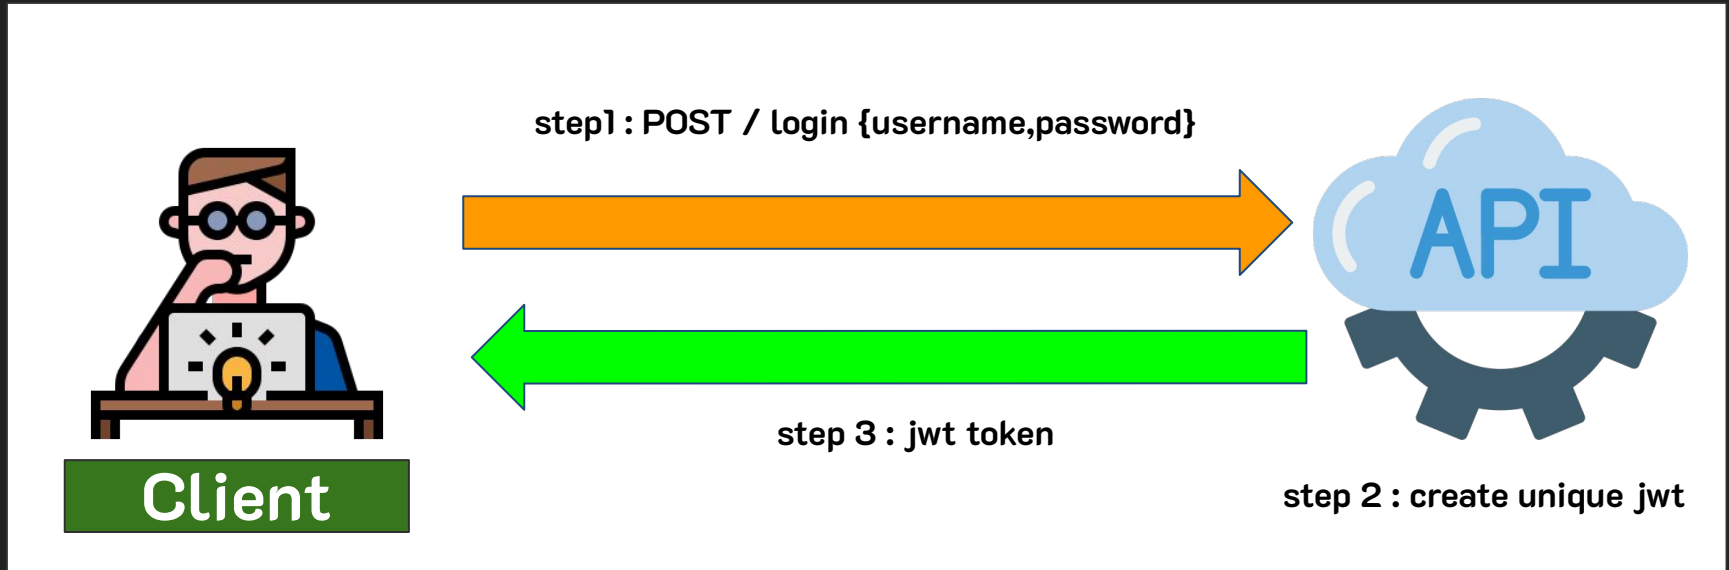 step1 : POST / login {username,password}
API
step 3 : jwt token
Client
step 2 : create unique jwt